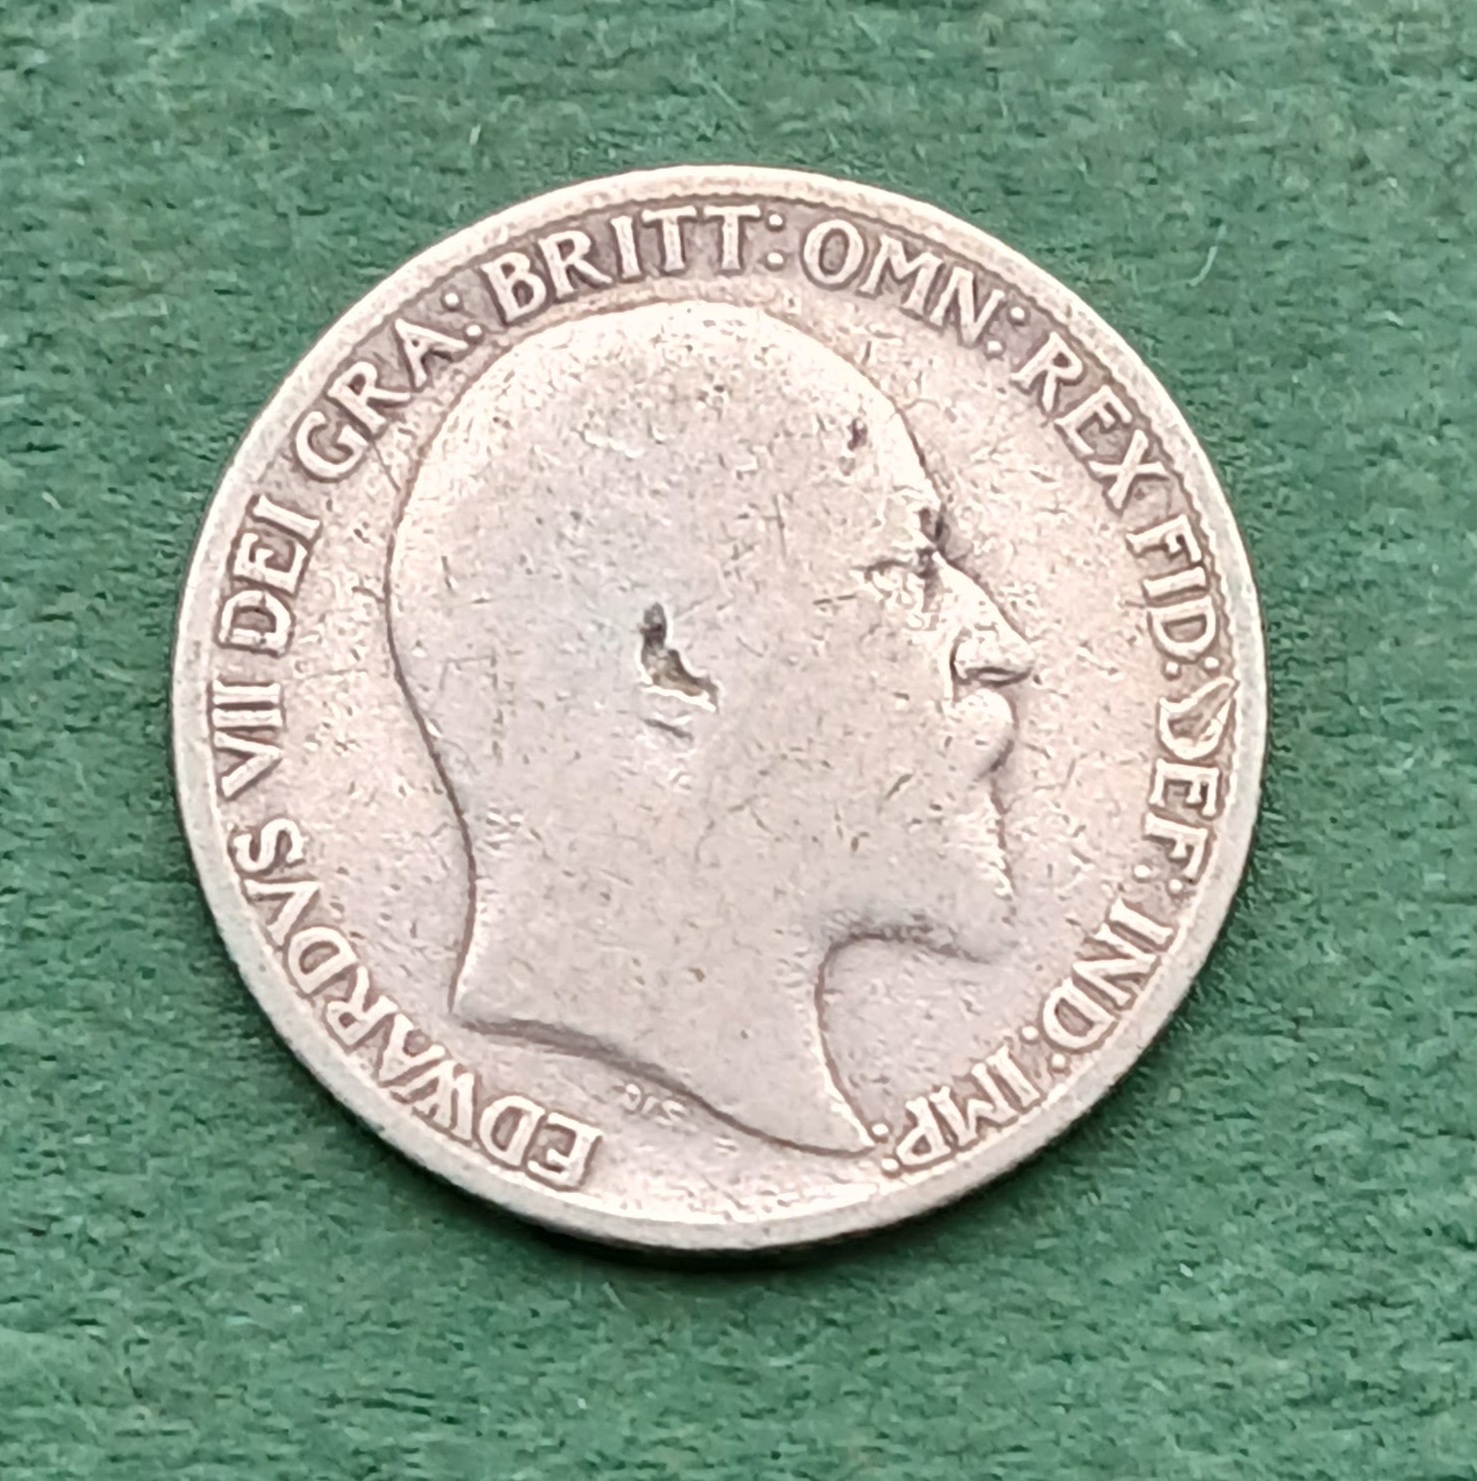 EDWARDVS VII DEI GRA: BRITT: OMN: REX FID: DEF: IND: IMP: